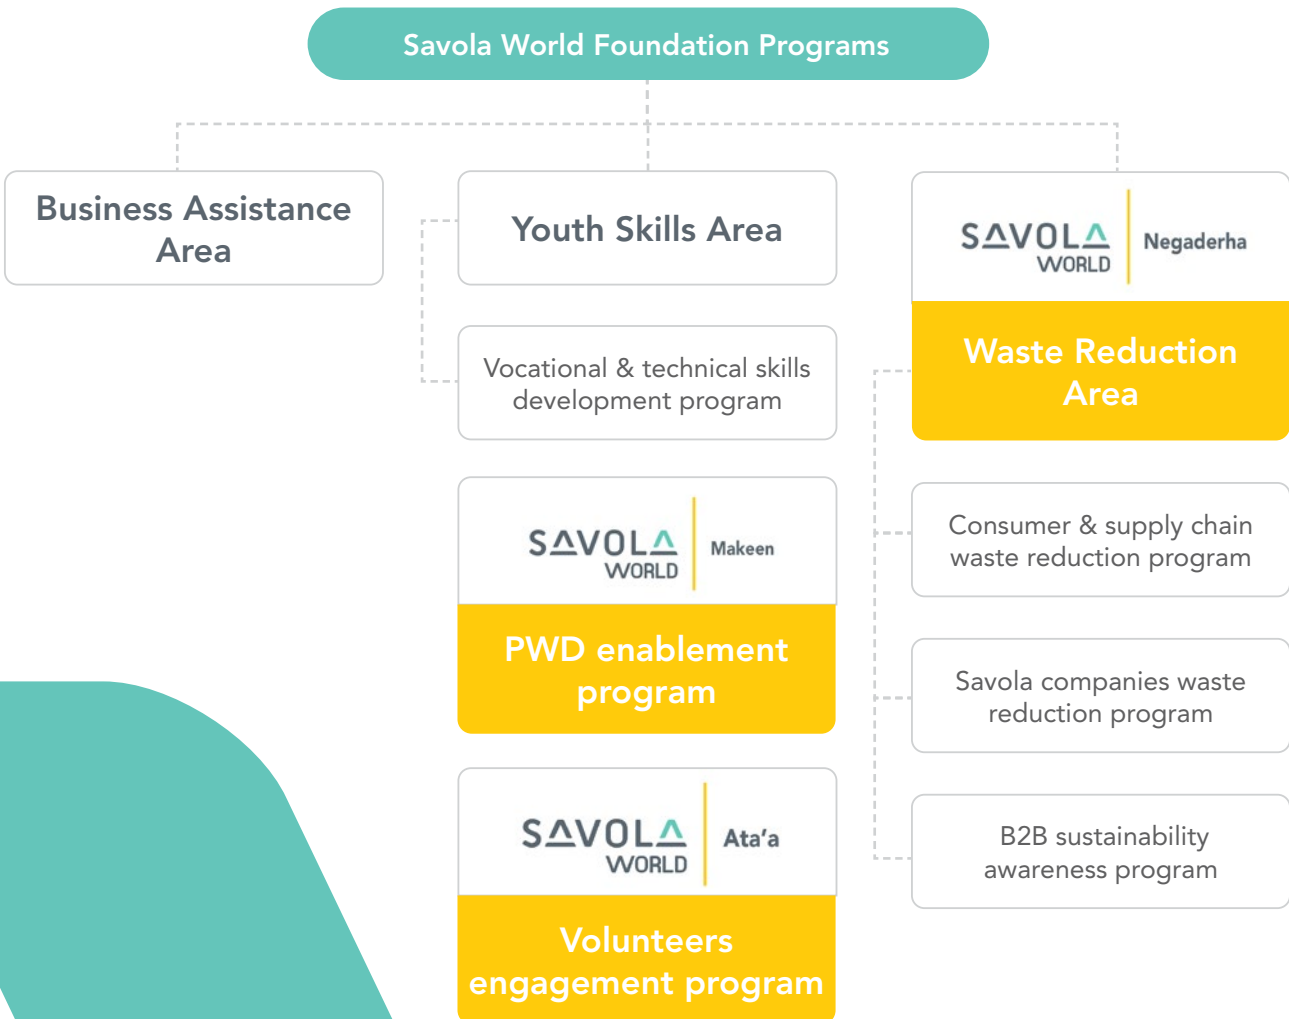 Savola World Foundation Programs
Business Assistance
Area
Youth Skills Area
Vocational & technical skills
development program
SAVOLA
WORLD
Makeen
PWD enablement
program
SAVOLA
WORLD
Ata'a
Volunteers
engagement program
SAVOLA
WORLD
Negaderha
Waste Reduction
Area
Consumer & supply chain
waste reduction program
Savola companies waste
reduction program
B2B sustainability
awareness program